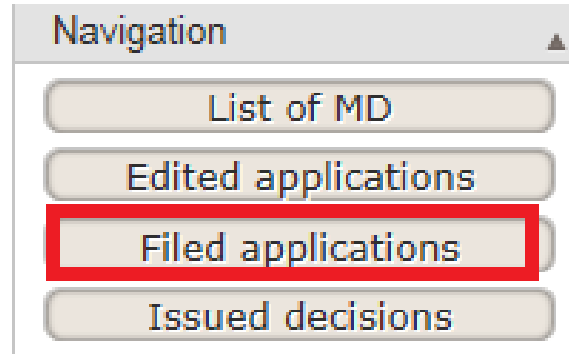 Navigation
List of MD
Edited applications
Filed applications
Issued decisions